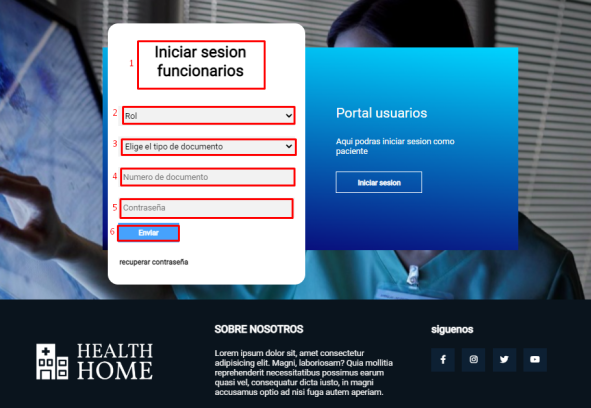 1
Iniciar sesion
funcionarios
2
Rol
3
Elige el tipo de documento
4
Numero de documento
5
Contraseña
6
Enviar
recuperar contraseña
Portal usuarios
Aqui podras iniciar sesion como
paciente
Iniciar sesion
HEALTH
HOME
SOBRE NOSOTROS
Lorem ipsum dolor sit, amet consectetur
adipisicing elit. Magni, laboriosam? Quia mollitia
reprehenderit necessitatibus possimus earum
quasi vel, consequatur dicta iusto, in magni
accusamus optio ad nisi fuga autem aperiam.
siguenos